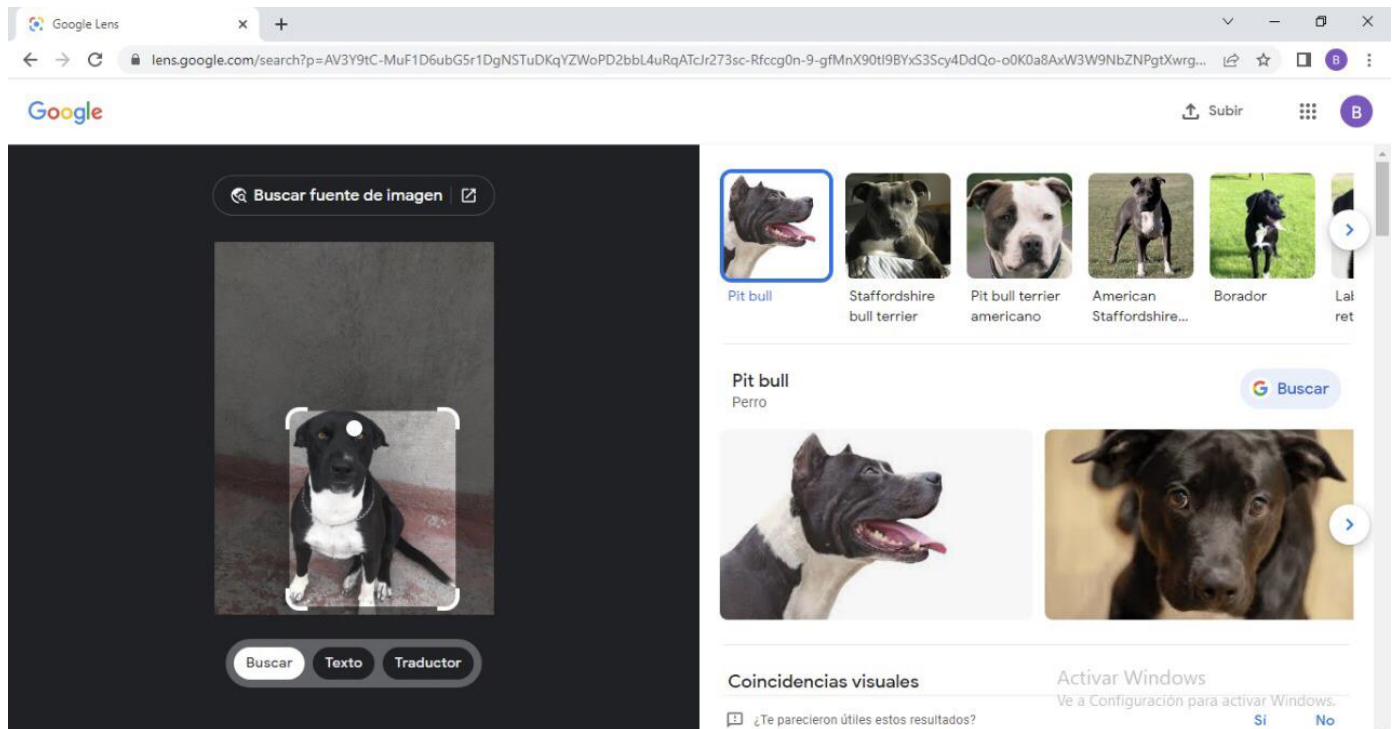 Google Lens
lens.google.com/search?p=AV3Y9tC-MuF1D6ubG5r1DgNSTuDKqYZWoPD2bbL4uRqATcJr273sc-Rfccg0n-9-gfMnX90tI9BYxS3Scy4DdQo-o0K0a8AxW3W9NbZNPgtXwrg...
B
Google
Subir
B
Buscar fuente de imagen
Pit bull
Staffordshire
bull terrier
Pit bull terrier
americano
American
Staffordshire...
Borador
Lab
ret
Pit bull
Perro
Buscar
Buscar
Texto
Traductor
Coincidencias visuales
Activar Windows
Ve a Configuración para activar Windows.
¿Te parecieron útiles estos resultados?
Sí
No